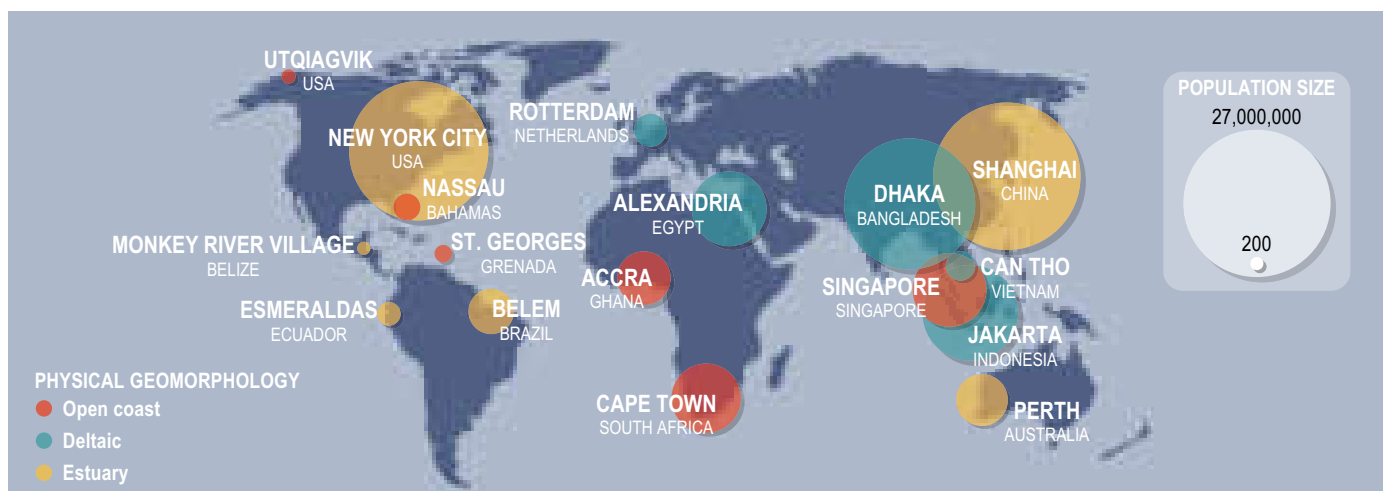 UTQIAGVIK
USA
NEW YORK CITY
USA
NASSAU
BAHAMAS
MONKEY RIVER VILLAGE
BELIZE
ST. GEORGES
GRENADA
ESMERALDAS
ECUADOR
BELEM
BRAZIL
ROTTERDAM
NETHERLANDS
ALEXANDRIA
EGYPT
ACCRA
GHANA
CAPE TOWN
SOUTH AFRICA
DHAKA
BANGLADESH
SHANGHAI
CHINA
CAN THO
VIETNAM
SINGAPORE
SINGAPORE
JAKARTA
INDONESIA
PERTH
AUSTRALIA
POPULATION SIZE
27,000,000
200
PHYSICAL GEOMORPHOLOGY
Open coast
Deltaic
Estuary